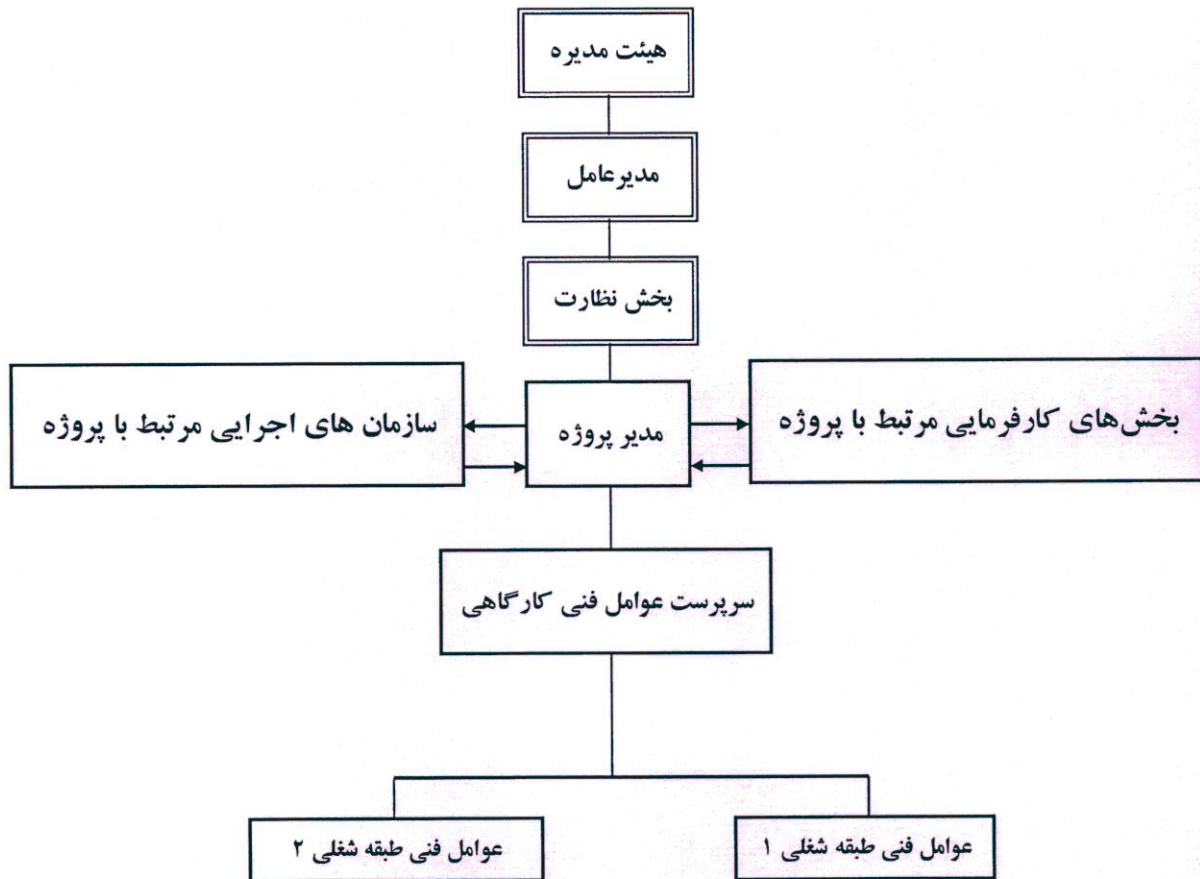 هیئت مدیره
مدیرعامل
بخش نظارت
بخش‌های کارفرمایی مرتبط با پروژه
مدیر پروژه
سازمان های اجرایی مرتبط با پروژه
سرپرست عوامل فنی کارگاهی
عوامل فنی طبقه شغلی ۱
عوامل فنی طبقه شغلی ۲